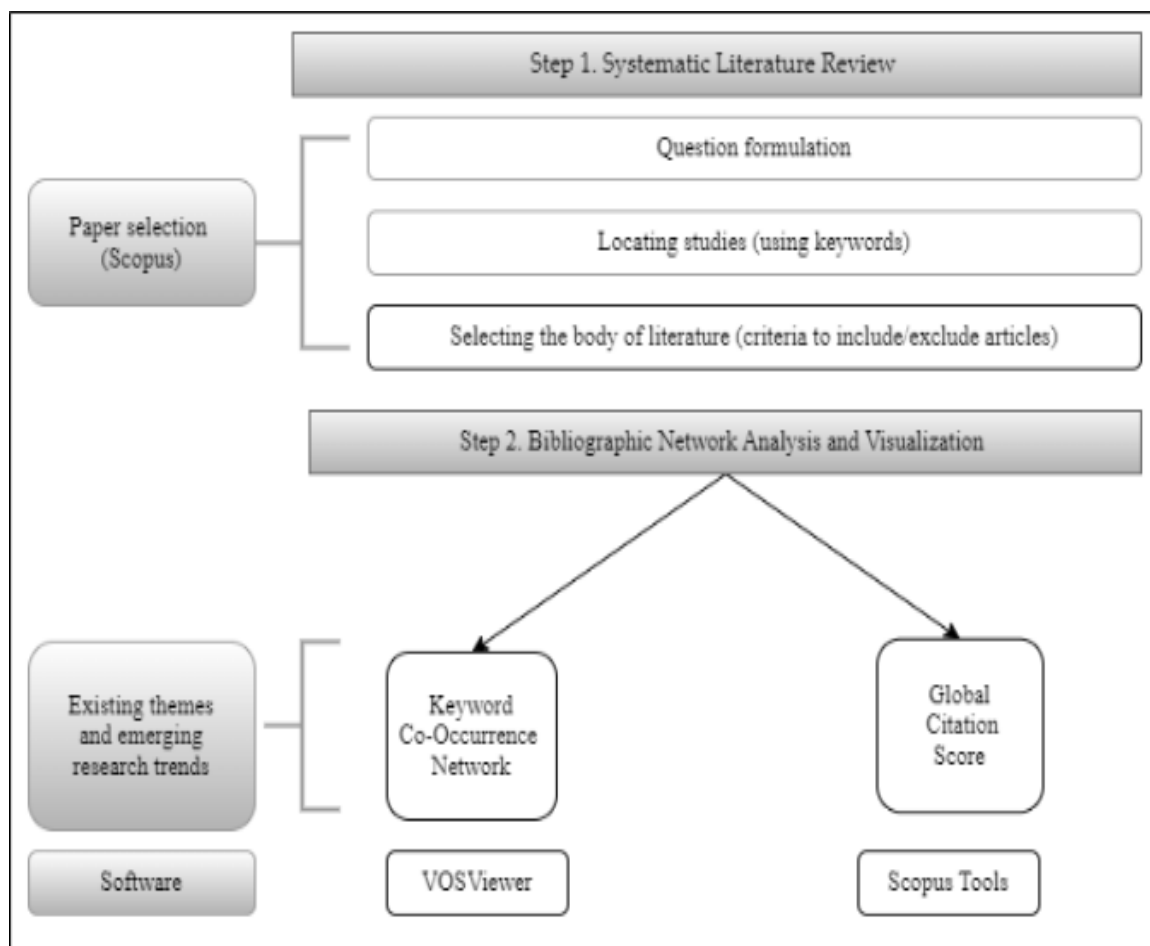 Step 1. Systematic Literature Review
Question formulation
Paper selection
(Scopus)
Locating studies (using keywords)
Selecting the body of literature (criteria to include/exclude articles)
Step 2. Bibliographic Network Analysis and Visualization
Existing themes
and emerging
research trends
Keyword
Co-Occurrence
Network
Global
Citation
Score
Software
VOSViewer
Scopus Tools